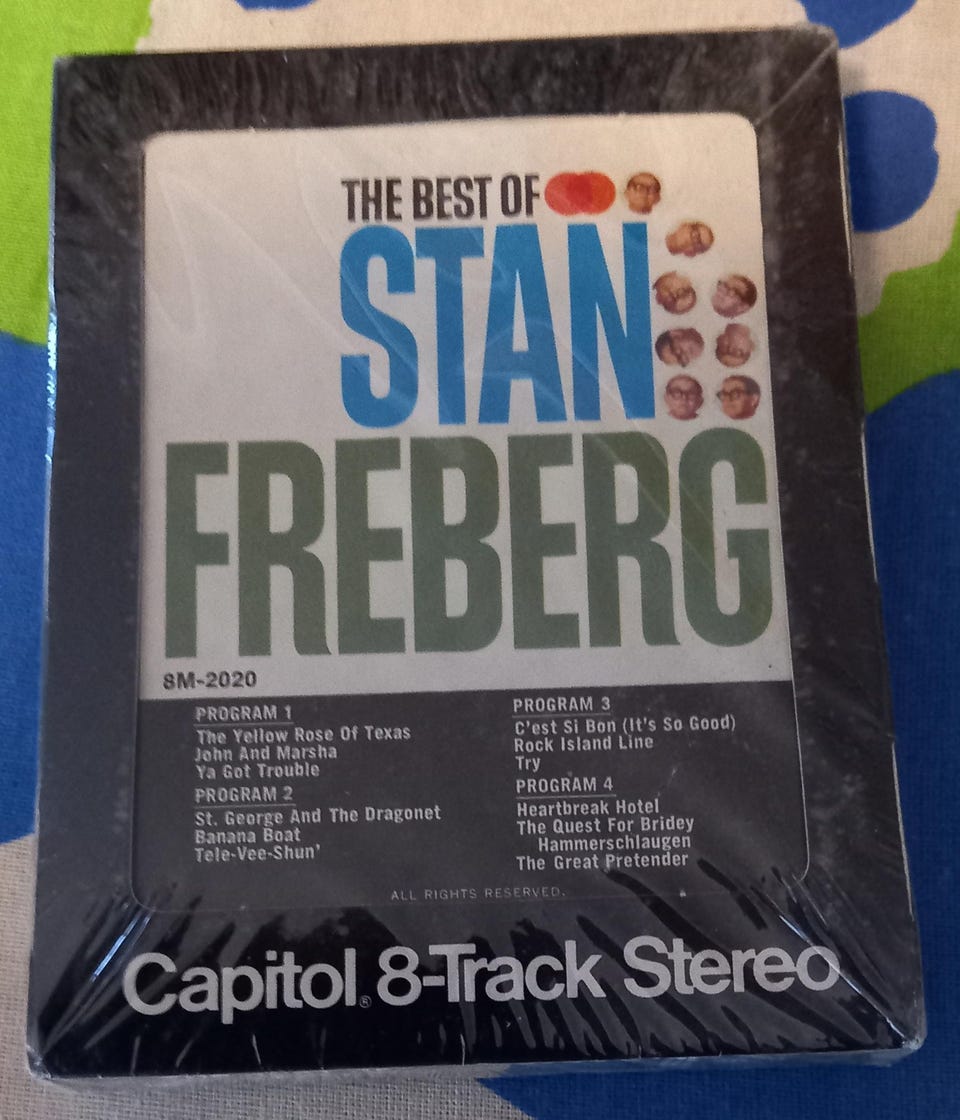 THE BEST OF
STAN
FREBERG
8M-2020
PROGRAM 1
The Yellow Rose Of Texas
John And Marsha
Ya Got Trouble
PROGRAM 2
St. George And The Dragonet
Banana Boat
Tele-Vee-Shun'
PROGRAM 3
C'est Si Bon (It's So Good)
Rock Island Line
Try
PROGRAM 4
Heartbreak Hotel
The Quest For Bridey
Hammerschlaugen
The Great Pretender
ALL RIGHTS RESERVED.
Capitol® 8-Track Stereo